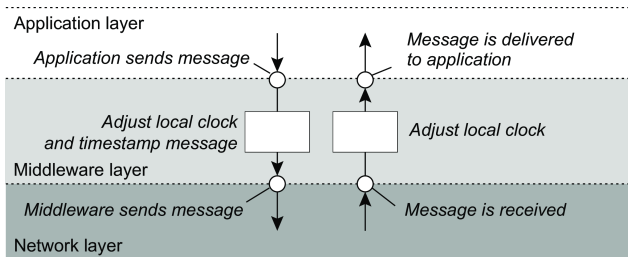 Application layer
Application sends message
Message is delivered
to application
Adjust local clock
and timestamp message
Adjust local clock
Middleware layer
Middleware sends message
Message is received
Network layer